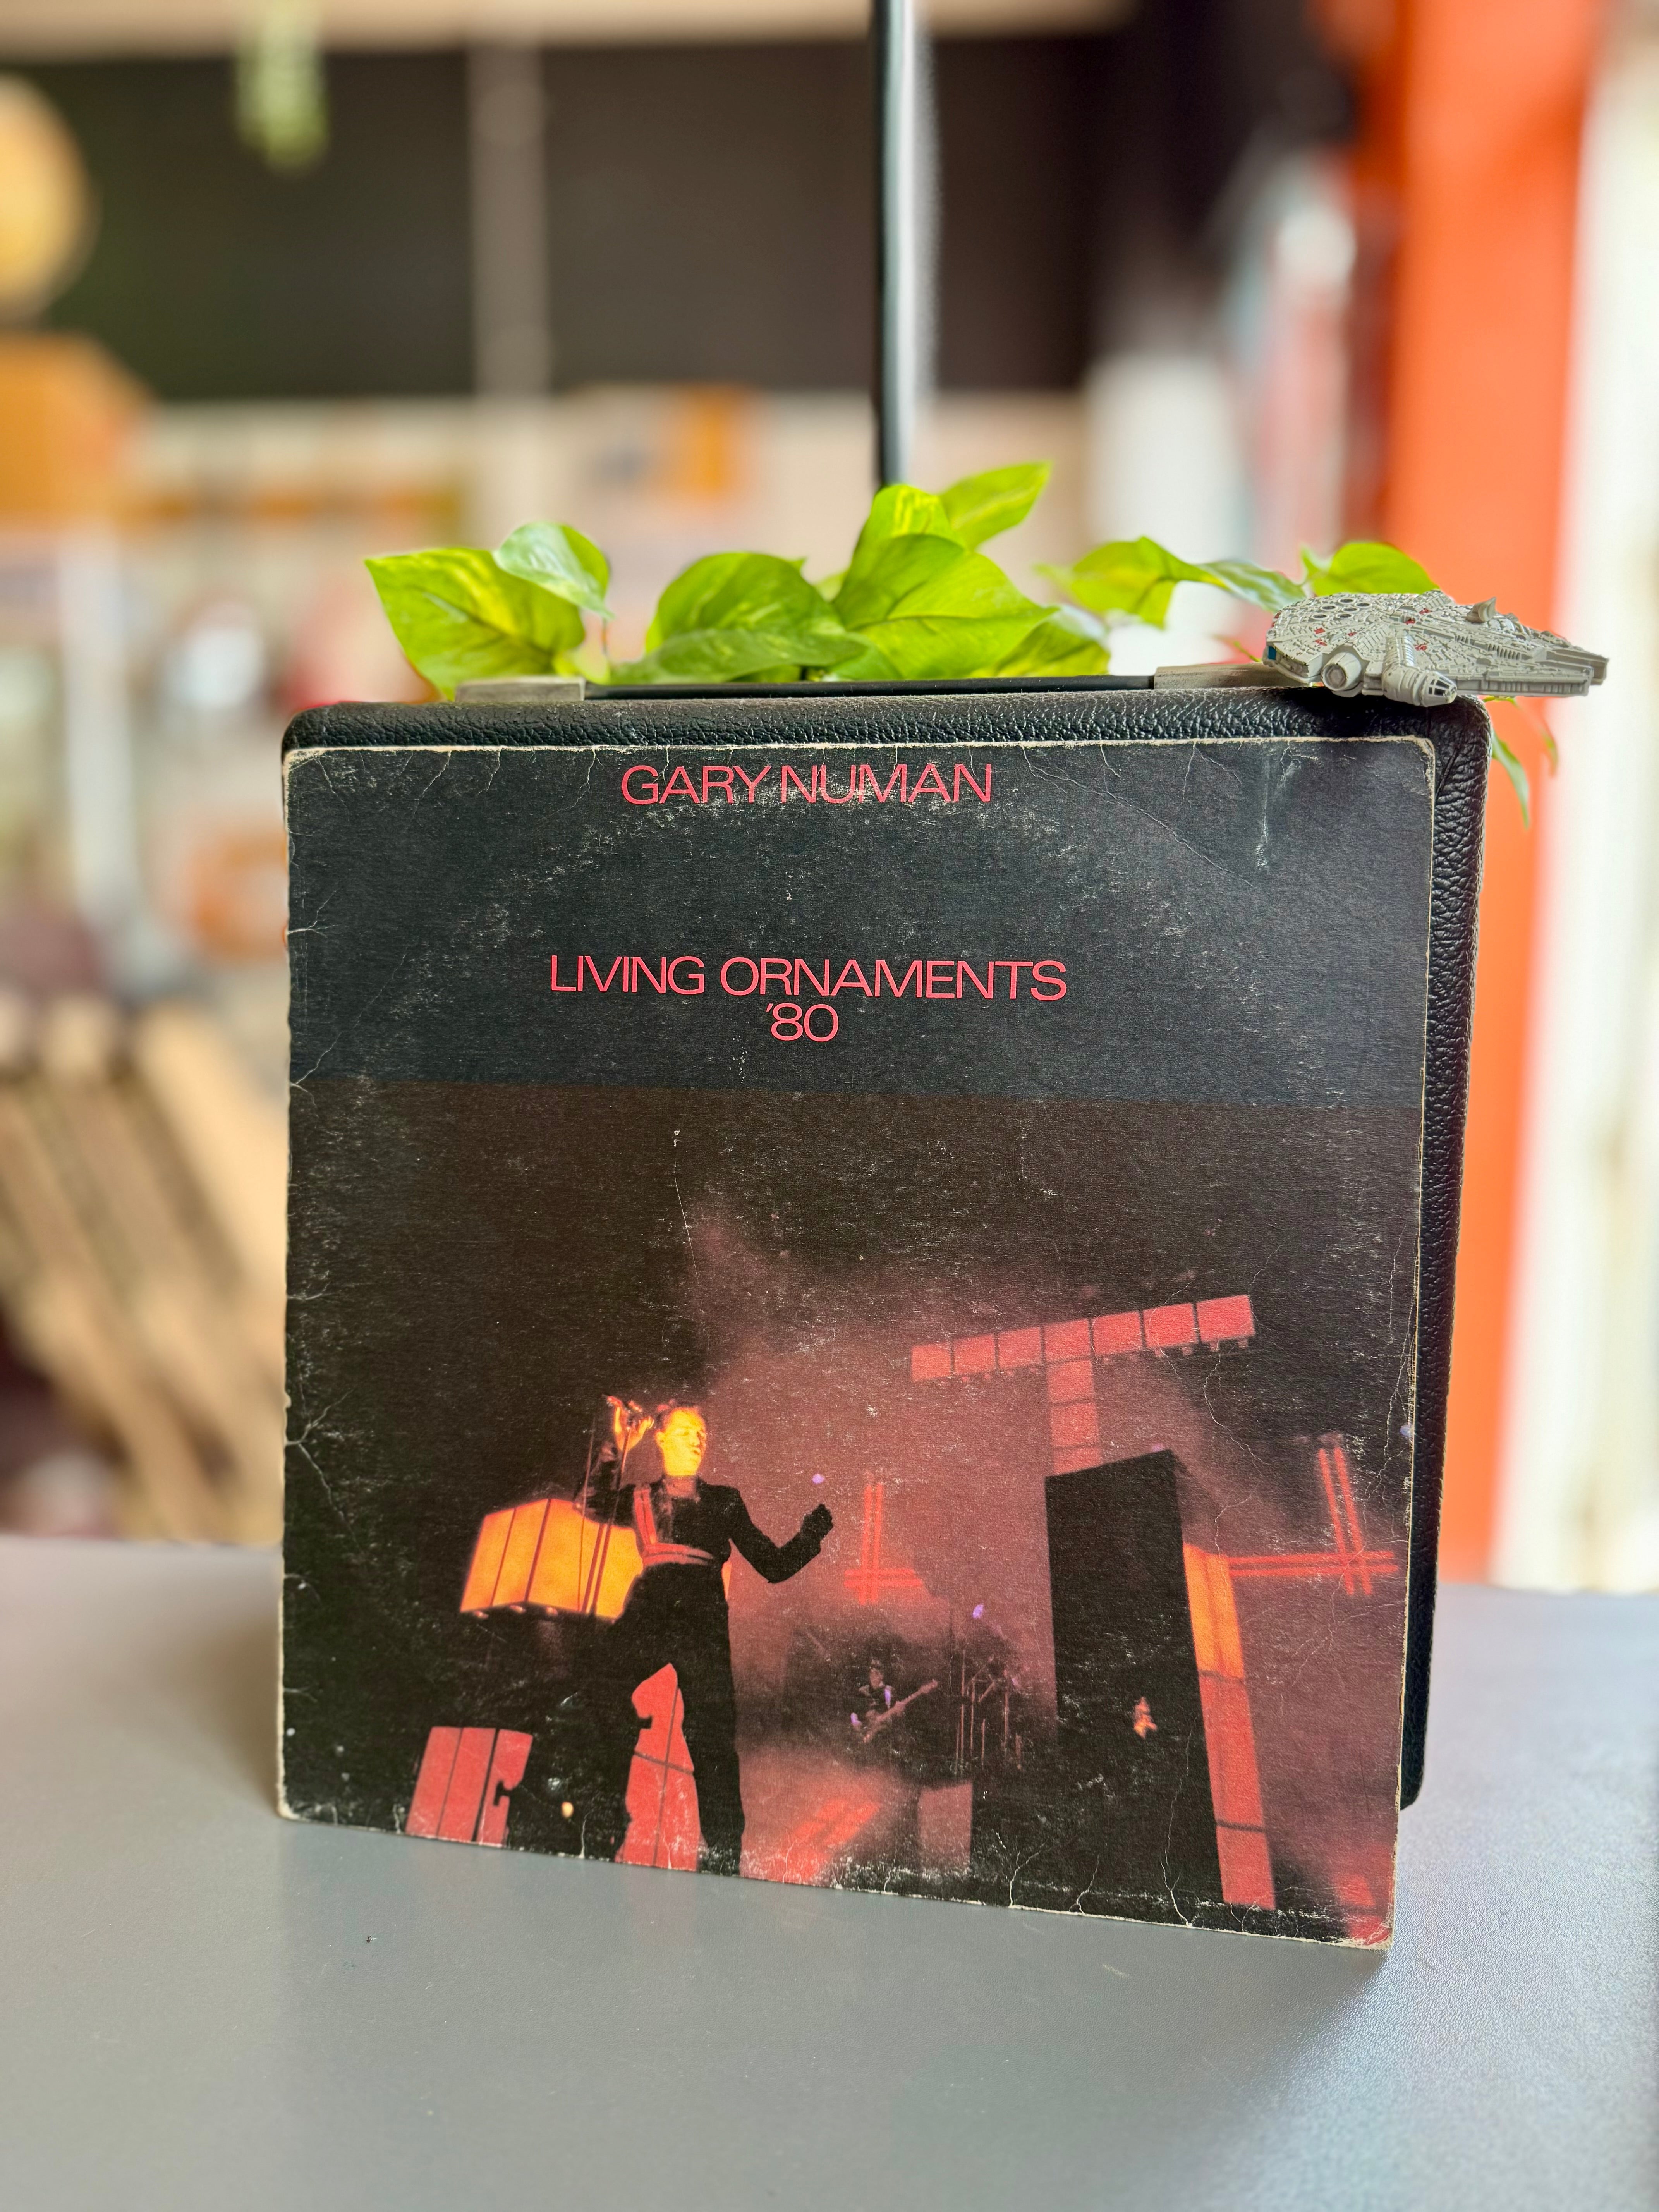 GARY NUMAN
LIVING ORNAMENTS
'80